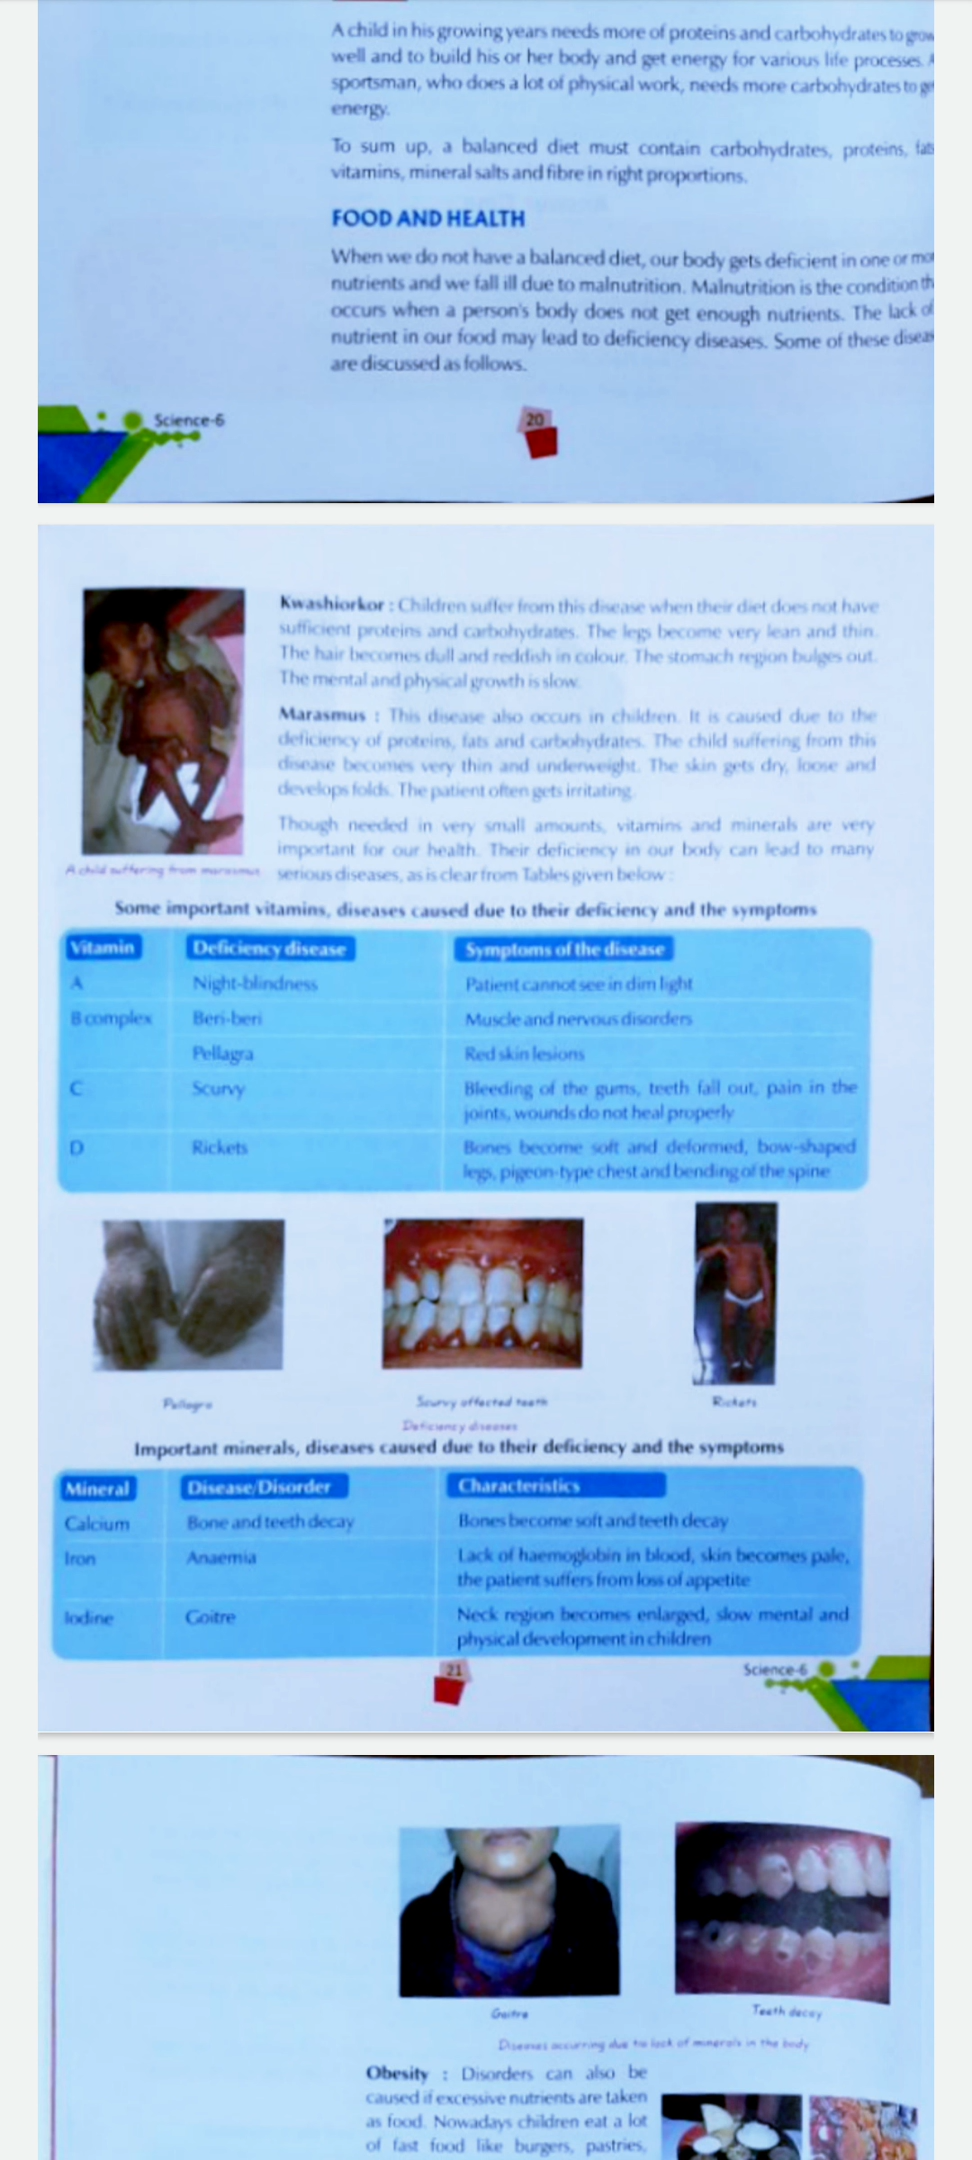 A child in his growing years needs more of proteins and carbohydrates to grow
well and to build his or her body and get energy for various life processes. A
sportsman, who does a lot of physical work, needs more carbohydrates to get
energy.
To sum up, a balanced diet must contain carbohydrates, proteins, fats
vitamins, mineral salts and fibre in right proportions.
FOOD AND HEALTH
When we do not have a balanced diet, our body gets deficient in one or mor
nutrients and we fall ill due to malnutrition. Malnutrition is the condition th
occurs when a person's body does not get enough nutrients. The lack of
nutrient in our food may lead to deficiency diseases. Some of these diseas
are discussed as follows.
Science-6
20
Kwashiorkor : Children suffer from this disease when their diet does not have
sufficient proteins and carbohydrates. The legs become very lean and thin.
The hair becomes dull and reddish in colour. The stomach region bulges out.
The mental and physical growth is slow.
Marasmus : This disease also occurs in children. It is caused due to the
deficiency of proteins, fats and carbohydrates. The child suffering from this
disease becomes very thin and underweight. The skin gets dry, loose and
develops folds. The patient often gets irritating.
Though needed in very small amounts, vitamins and minerals are very
important for our health. Their deficiency in our body can lead to many
serious diseases, as is clear from Tables given below :
A child suffering from marasmus
Some important vitamins, diseases caused due to their deficiency and the symptoms
Vitamin Deficiency disease Symptoms of the disease
A Night-blindness Patient cannot see in dim light
B complex Beri-beri Muscle and nervous disorders
Pellagra Red skin lesions
C Scurvy Bleeding of the gums, teeth fall out, pain in the
joints, wounds do not heal properly
D Rickets Bones become soft and deformed, bow-shaped
legs, pigeon-type chest and bending of the spine
Pellagra Scurvy affected teeth Rickets
Deficiency diseases
Important minerals, diseases caused due to their deficiency and the symptoms
Mineral Disease/Disorder Characteristics
Calcium Bone and teeth decay Bones become soft and teeth decay
Iron Anaemia Lack of haemoglobin in blood, skin becomes pale,
the patient suffers from loss of appetite
Iodine Goitre Neck region becomes enlarged, slow mental and
physical development in children
21
Science-6
Goitre Teeth decay
Diseases occurring due to lack of minerals in the body
Obesity : Disorders can also be
caused if excessive nutrients are taken
as food. Nowadays children eat a lot
of fast food like burgers, pastries,